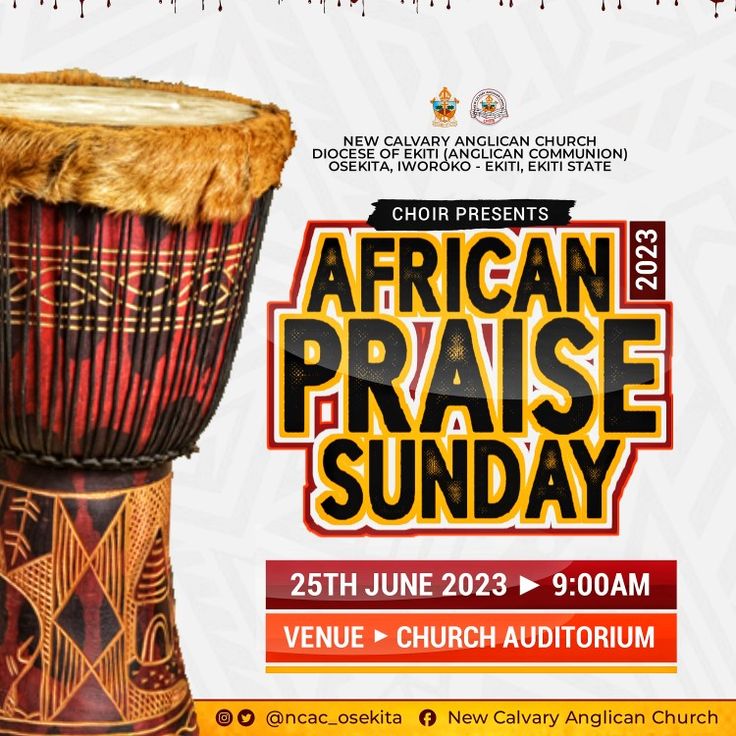 NEW CALVARY ANGLICAN CHURCH
DIOCESE OF EKITI (ANGLICAN COMMUNION)
OSEKITA, IWOROKO - EKITI, EKITI STATE
CHOIR PRESENTS
AFRICAN
2023
PRAISE
SUNDAY
25TH JUNE 2023 ► 9:00AM
VENUE ► CHURCH AUDITORIUM
@ncac_osekita New Calvary Anglican Church